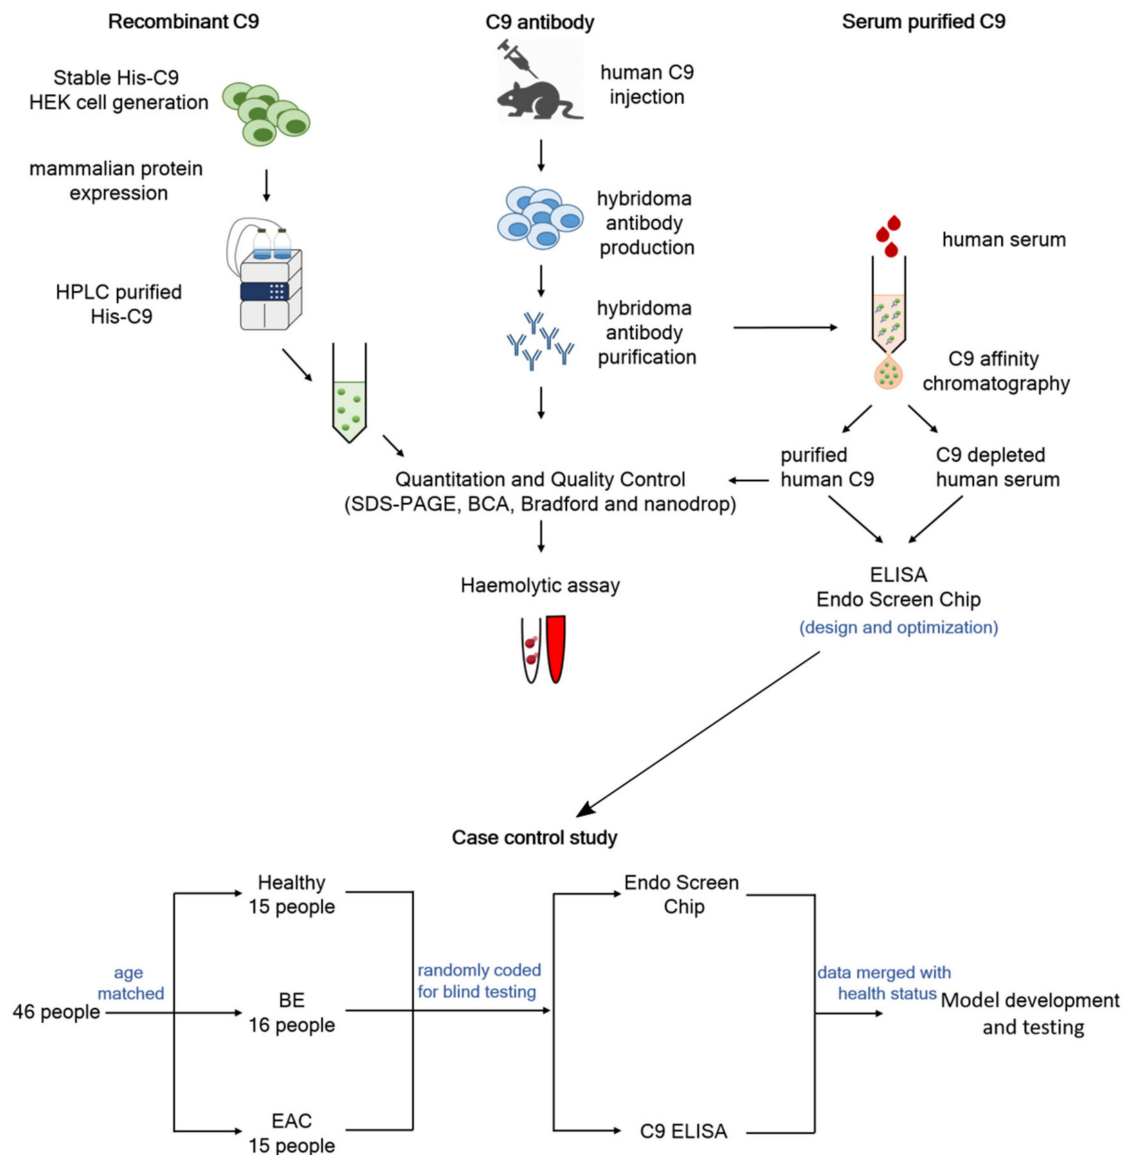 Recombinant C9
Stable His-C9
HEK cell generation
mammalian protein
expression
HPLC purified
His-C9
C9 antibody
human C9
injection
hybridoma
antibody
production
hybridoma
antibody
purification
Serum purified C9
human serum
C9 affinity
chromatography
purified
human C9
C9 depleted
human serum
Quantitation and Quality Control
(SDS-PAGE, BCA, Bradford and nanodrop)
Haemolytic assay
ELISA
Endo Screen Chip
(design and optimization)
Case control study
46 people
age
matched
Healthy
15 people
BE
16 people
EAC
15 people
randomly coded
for blind testing
Endo Screen
Chip
C9 ELISA
data merged with
health status
Model development
and testing